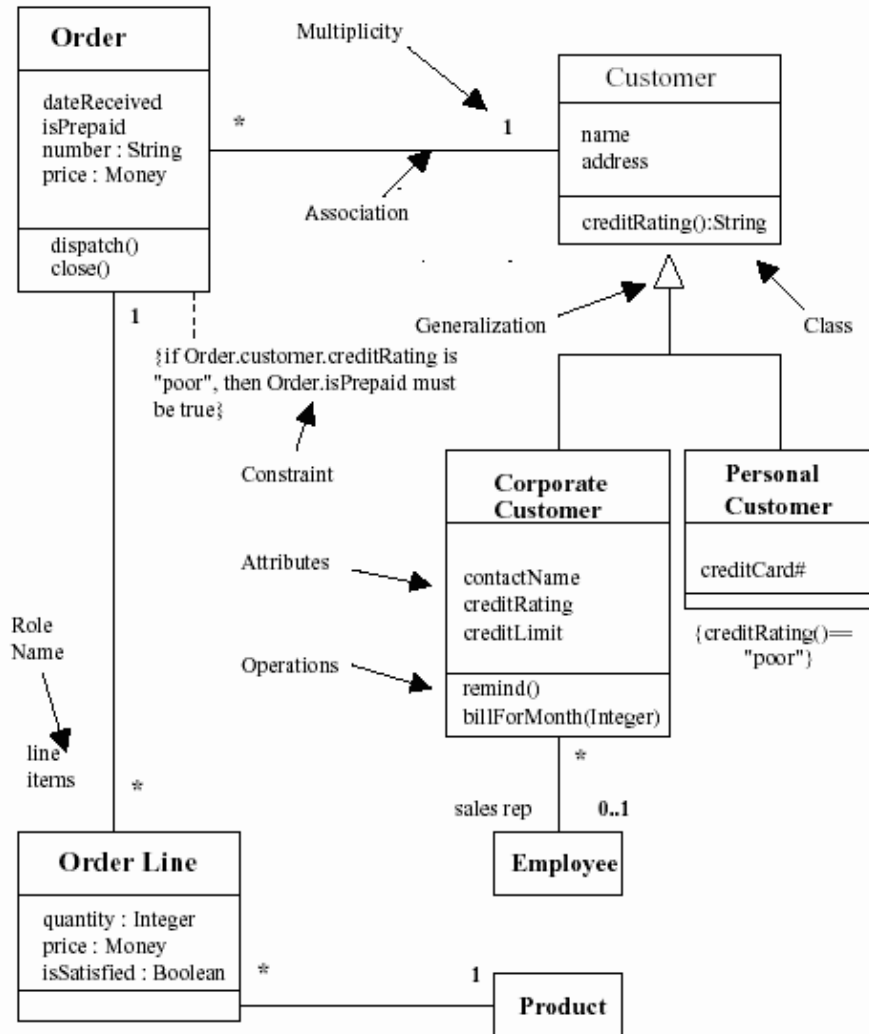 Order
dateReceived
isPrepaid
number : String
price : Money
dispatch()
close()
Multiplicity
*
1
Association
Customer
name
address
creditRating():String
Generalization
Class
1
{if Order.customer.creditRating is
"poor", then Order.isPrepaid must
be true}
Constraint
Corporate
Customer
contactName
creditRating
creditLimit
remind()
billForMonth(Integer)
Personal
Customer
creditCard#
{creditRating()==
"poor"}
Attributes
Operations
Role
Name
line
items
*
*
sales rep
0..1
Employee
Order Line
quantity : Integer
price : Money
isSatisfied : Boolean
*
1
Product